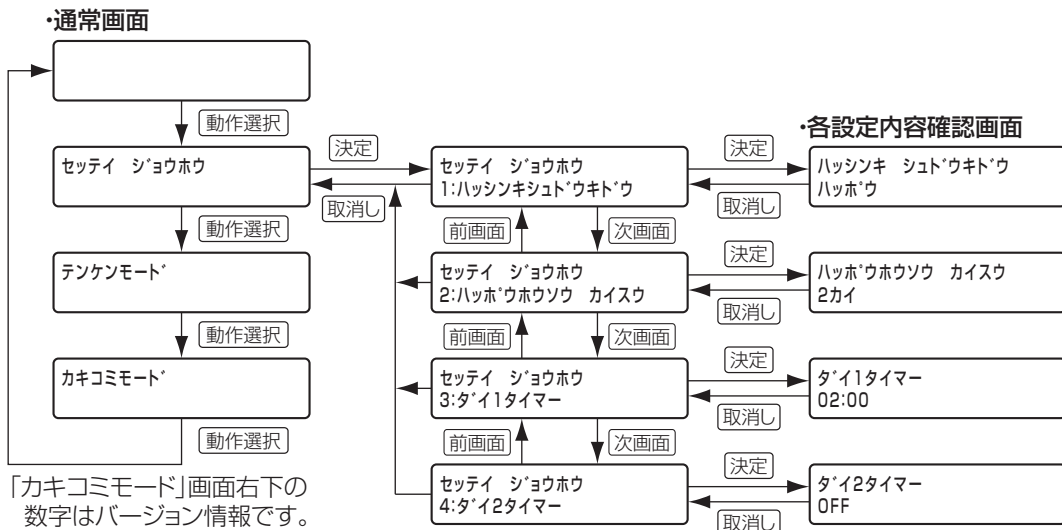 ・通常画面
動作選択
セッテイ ジョウホウ
動作選択
テンケンモード
動作選択
カキコミモード
動作選択
「カキコミモード」画面右下の
数字はバージョン情報です。
決定
取消し
セッテイ ジョウホウ
1:ハッシンキシュドウキドウ
前画面
次画面
セッテイ ジョウホウ
2:ハッポウホウソウ カイスウ
前画面
次画面
セッテイ ジョウホウ
3:ダイ1タイマー
前画面
次画面
セッテイ ジョウホウ
4:ダイ2タイマー
・各設定内容確認画面
決定
取消し
ハッシンキ シュドウキドウ
ハッポウ
決定
取消し
ハッポウホウソウ カイスウ
2カイ
決定
取消し
ダイ1タイマー
02:00
決定
取消し
ダイ2タイマー
OFF